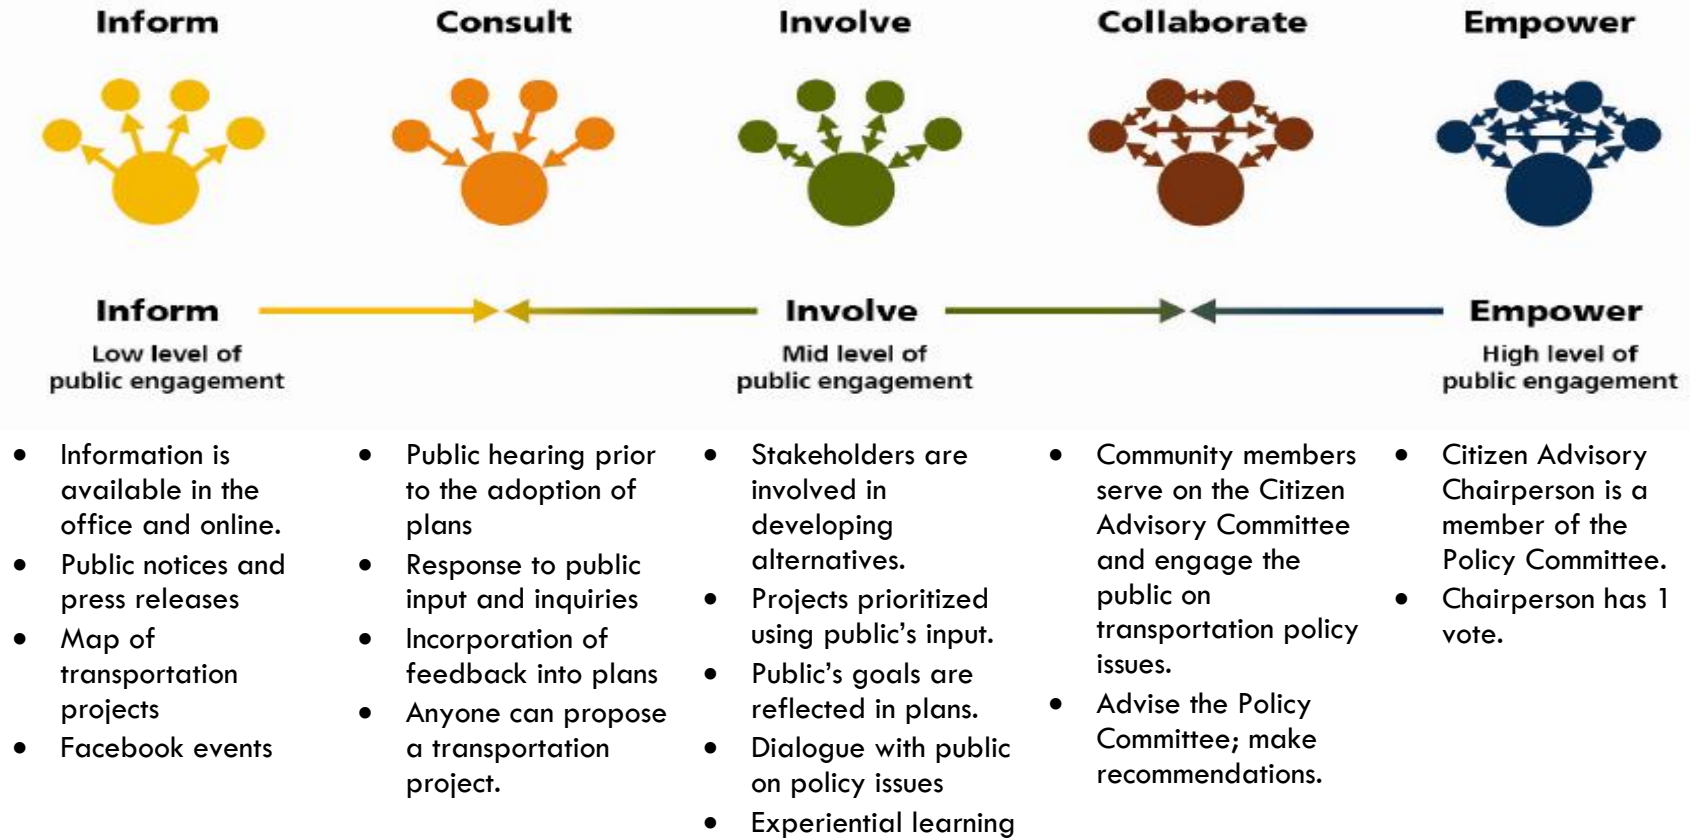 Inform
Consult
Involve
Collaborate
Empower
Inform
Low level of
public engagement
Involve
Mid level of
public engagement
Empower
High level of
public engagement
• Information is
available in the
office and online.
• Public notices and
press releases
• Map of
transportation
projects
• Facebook events
• Public hearing prior
to the adoption of
plans
• Response to public
input and inquiries
• Incorporation of
feedback into plans
• Anyone can propose
a transportation
project.
• Stakeholders are
involved in
developing
alternatives.
• Projects prioritized
using public’s input.
• Public’s goals are
reflected in plans.
• Dialogue with public
on policy issues
• Experiential learning
• Community members
serve on the Citizen
Advisory Committee
and engage the
public on
transportation policy
issues.
• Advise the Policy
Committee; make
recommendations.
• Citizen Advisory
Chairperson is a
member of the
Policy Committee.
• Chairperson has 1
vote.